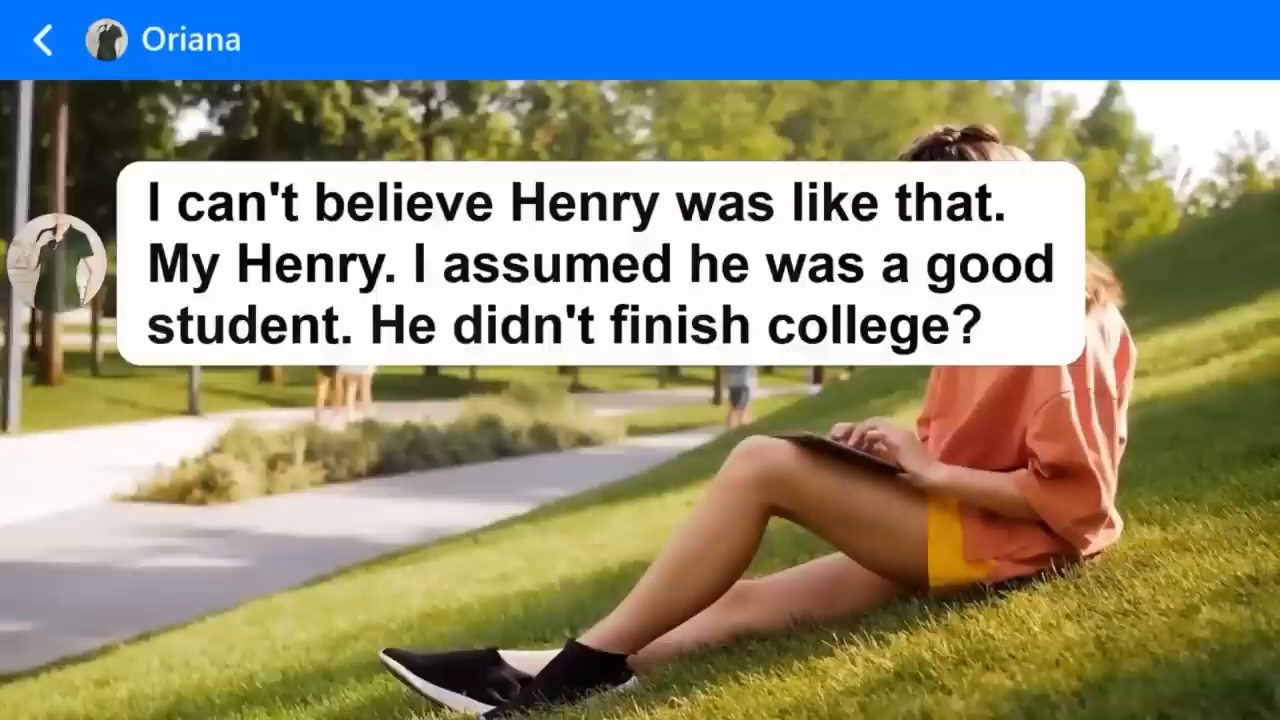 Oriana
I can't believe Henry was like that.
My Henry. I assumed he was a good
student. He didn't finish college?